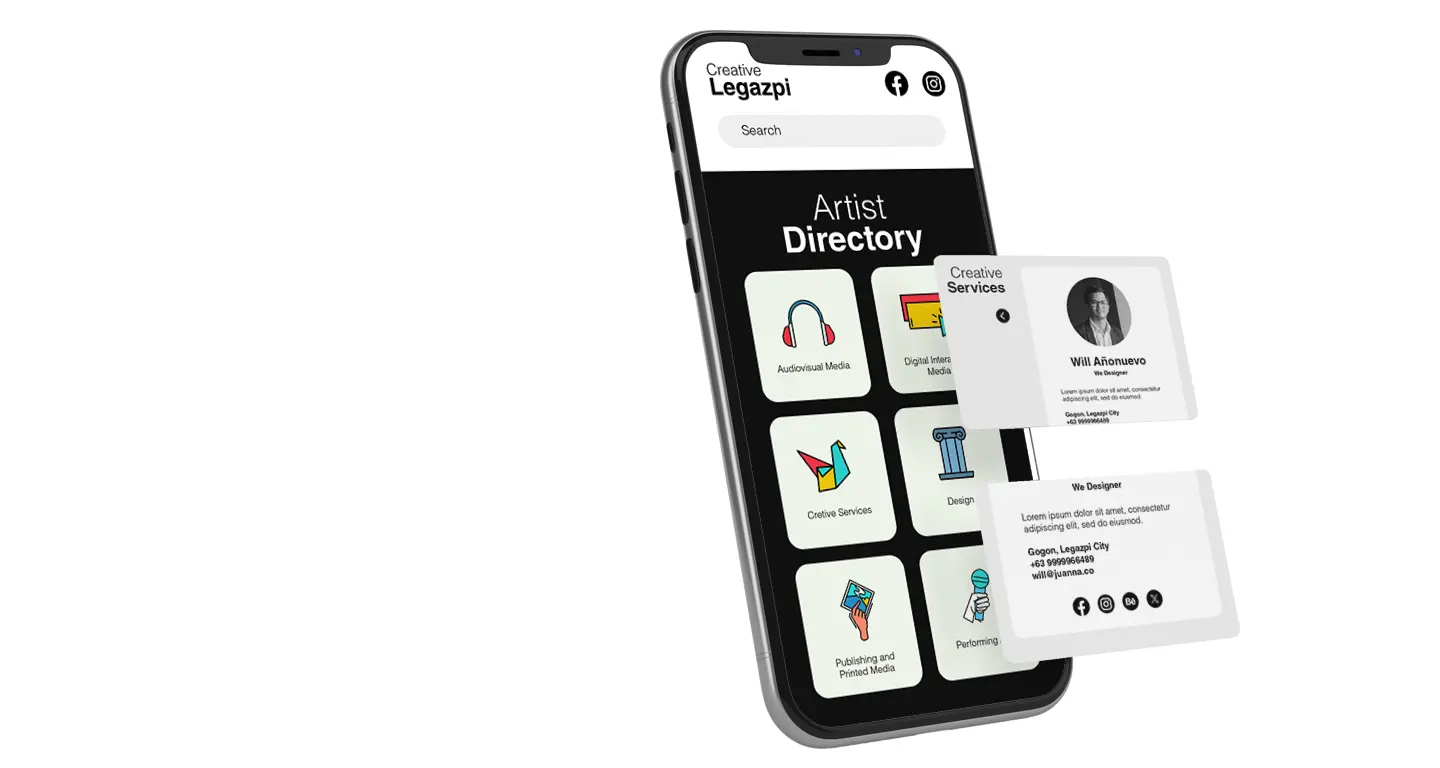 Creative
Legazpi
Search
Artist
Directory
Audiovisual Media
Digital
Media
Cretive Services
Design
Publishing and
Printed Media
Performing
Creative
Services
Will Añonuevo
We Designer
Lorem ipsum dolor sit amet, consectetur
adipiscing elit, sed do eiusmod.
Gogon, Legazpi City
+63 9999966489
We Designer
Lorem ipsum dolor sit amet, consectetur
adipiscing elit, sed do eiusmod.
Gogon, Legazpi City
+63 9999966489
will@juanna.co
Bē